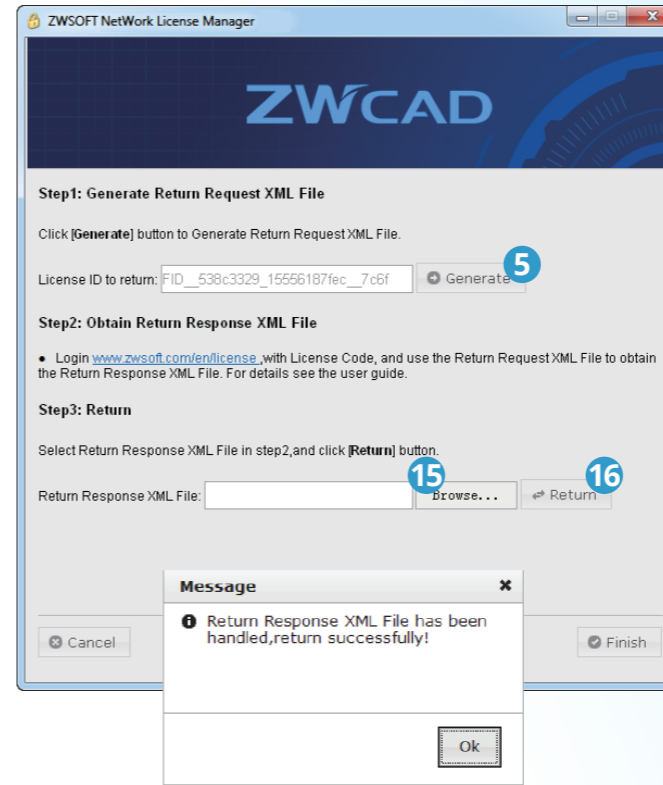 ZWSOFT NetWork License Manager
ZWCAD
Step1: Generate Return Request XML File
Click [Generate] button to Generate Return Request XML File.
License ID to return: FID__538c3329_15556187fec__7c6f Generate 5
Step2: Obtain Return Response XML File
● Login www.zwsoft.com/en/license ,with License Code, and use the Return Request XML File to obtain
the Return Response XML File. For details see the user guide.
Step3: Return
Select Return Response XML File in step2,and click [Return] button.
15 16
Return Response XML File: Browse... Return
Message
Return Response XML File has been
handled,return successfully!
Cancel Finish
Ok